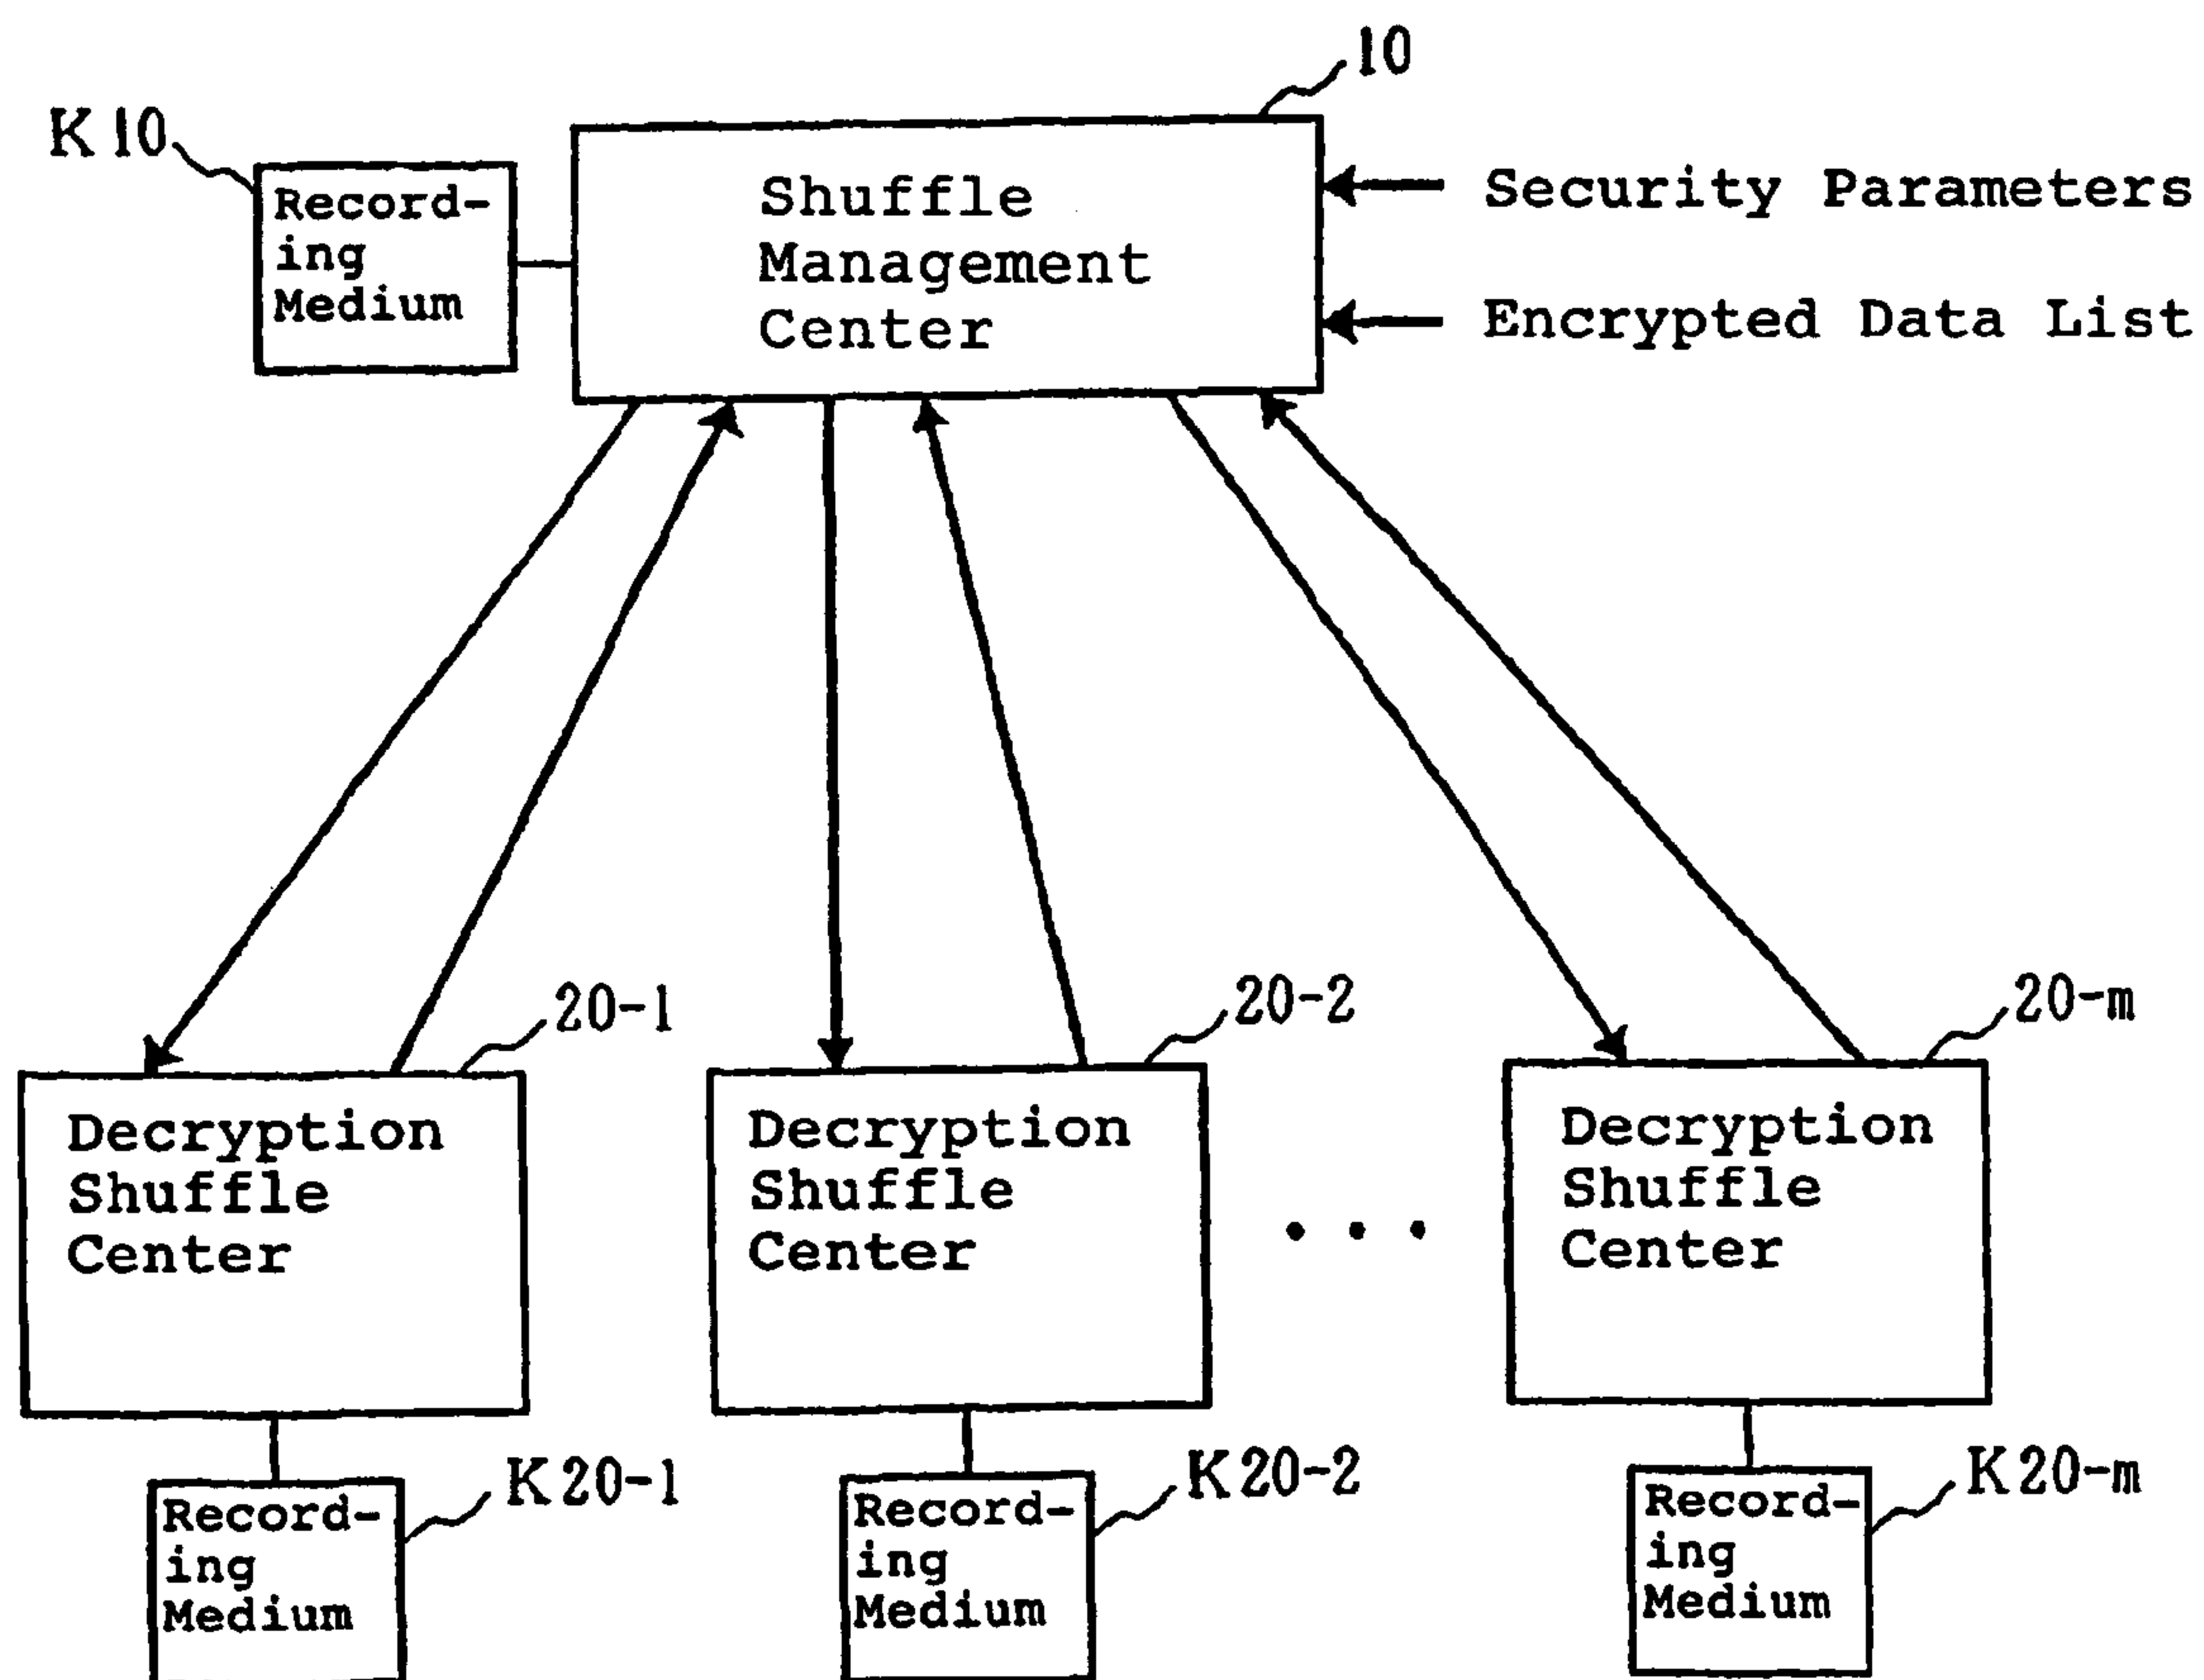 10
K10
Record-
ing
Medium
Shuffle
Management
Center
Security Parameters
Encrypted Data List
20-1
20-2
20-m
Decryption
Shuffle
Center
Decryption
Shuffle
Center
Decryption
Shuffle
Center
K20-1
K20-2
K20-m
Record-
ing
Medium
Record-
ing
Medium
Record-
ing
Medium